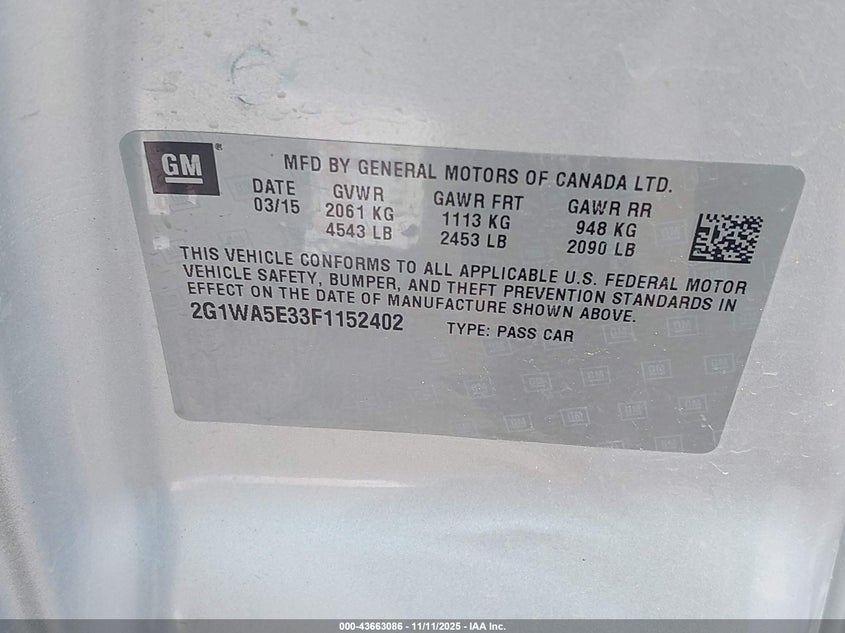 GM
MFD BY GENERAL MOTORS OF CANADA LTD.
DATE GVWR GAWR FRT GAWR RR
03/15 2061 KG 1113 KG 948 KG
4543 LB 2453 LB 2090 LB
THIS VEHICLE CONFORMS TO ALL APPLICABLE U.S. FEDERAL MOTOR
VEHICLE SAFETY, BUMPER, AND THEFT PREVENTION STANDARDS IN
EFFECT ON THE DATE OF MANUFACTURE SHOWN ABOVE.
2G1WA5E33F1152402 TYPE: PASS CAR
000-43663086 - 11/11/2025 - IAA Inc.